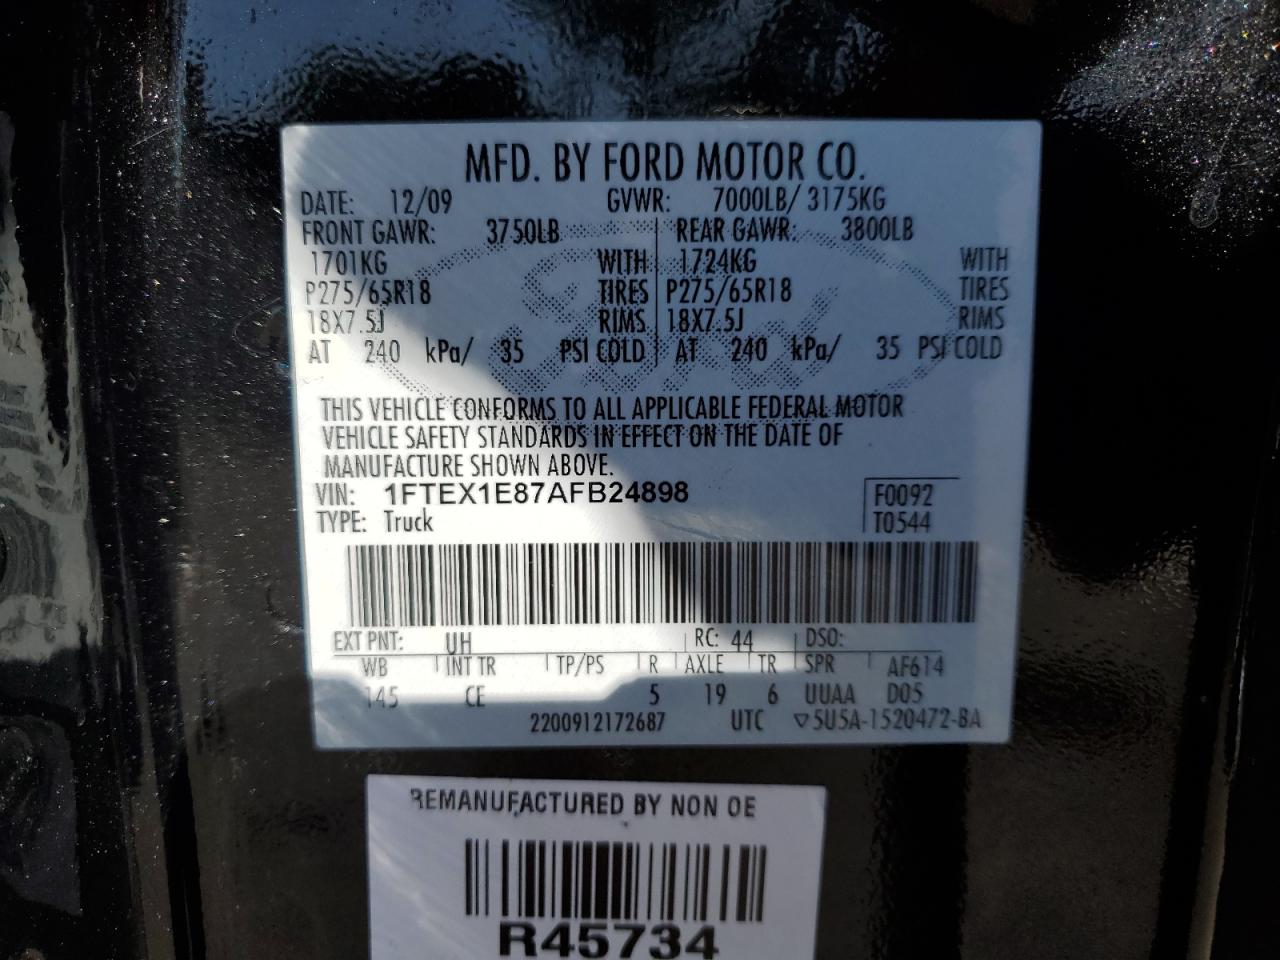 MFD. BY FORD MOTOR CO.
DATE: 12/09 GVWR: 7000LB/ 3175KG
FRONT GAWR: 3750LB REAR GAWR: 3800LB
1701KG WITH 1724KG WITH
P275/65R18 TIRES P275/65R18 TIRES
18X7.5J RIMS 18X7.5J RIMS
AT 240 kPa/ 35 PSI COLD AT 240 kPa/ 35 PSI COLD
Ford
THIS VEHICLE CONFORMS TO ALL APPLICABLE FEDERAL MOTOR
VEHICLE SAFETY STANDARDS IN EFFECT ON THE DATE OF
MANUFACTURE SHOWN ABOVE.
VIN: 1FTEX1E87AFB24898 F0092
TYPE: Truck T0544
EXT PNT: UH RC: 44 DSO:
WB INT TR TP/PS R AXLE TR SPR AF614
145 CE 5 19 6 UUAA D05
2200912172687 UTC ▽5U5A-1520472-BA
REMANUFACTURED BY NON OE
R45734